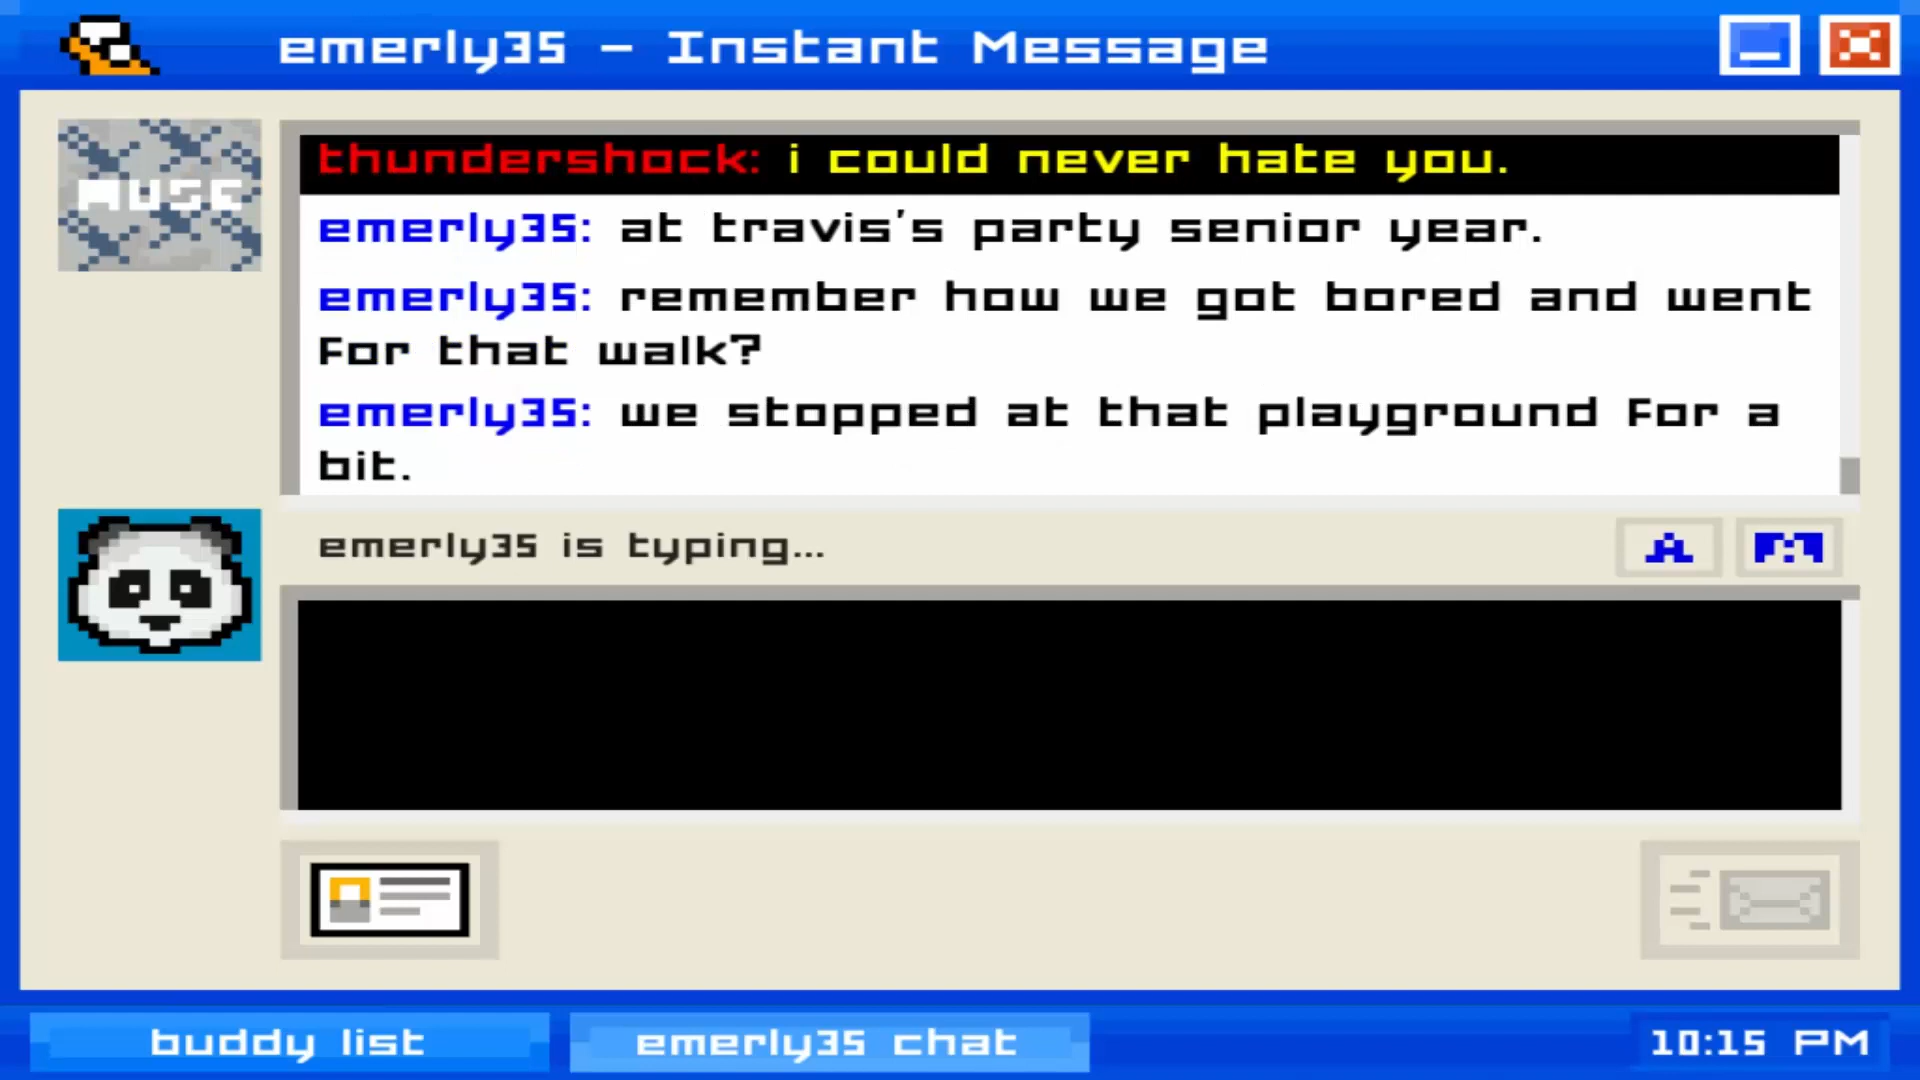 emerly35 - Instant Message
MUSE
thundershock: i could never hate you.
emerly35: at travis's party senior year.
emerly35: remember how we got bored and went
for that walk?
emerly35: we stopped at that playground for a
bit.
emerly35 is typing...
A
buddy list
emerly35 chat
10:15 PM